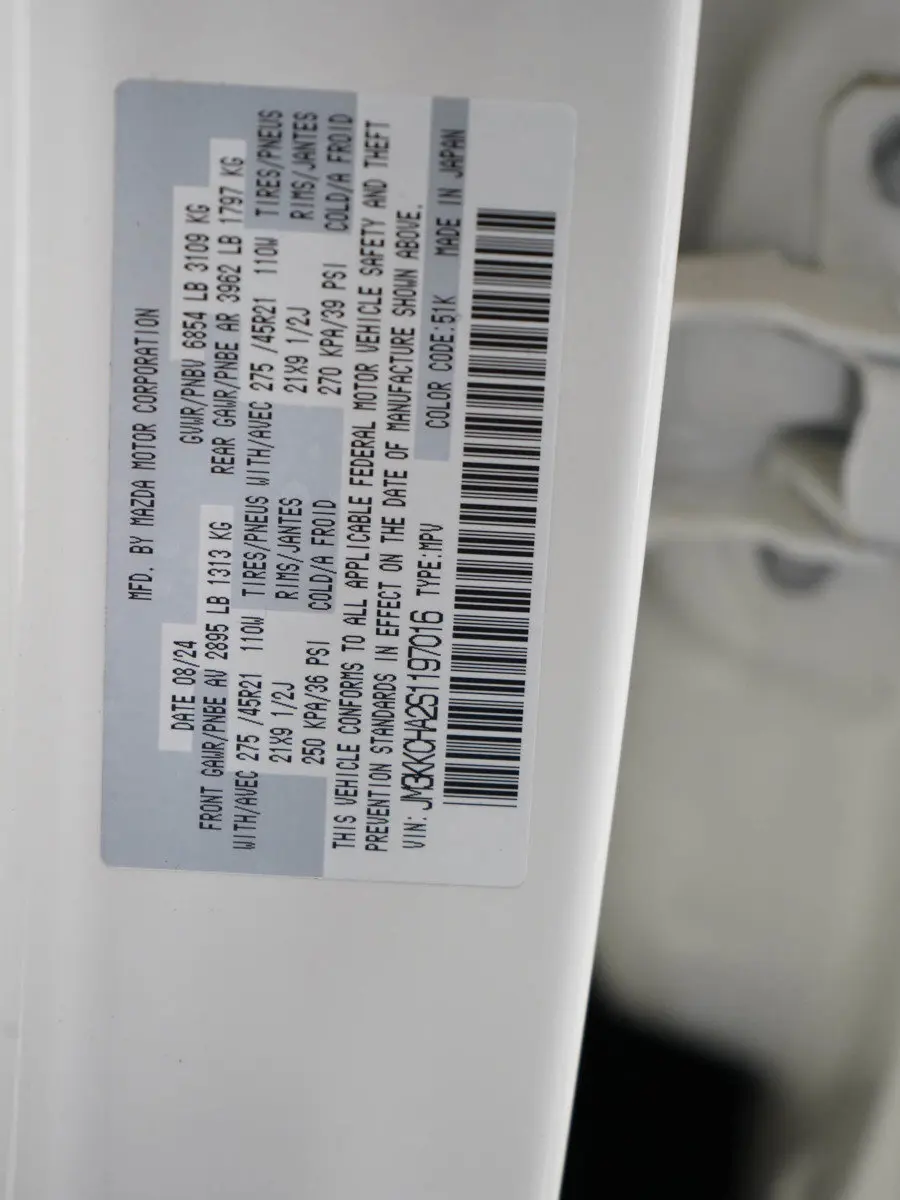 MFD. BY MAZDA MOTOR CORPORATION
DATE 08/24 GVWR/PNBV 6854 LB 3109 KG
FRONT GAWR/PNBE AV 2895 LB 1313 KG REAR GAWR/PNBE AR 3962 LB 1797 KG
WITH/AVEC 275 /45R21 110W TIRES/PNEUS WITH/AVEC 275 /45R21 110W TIRES/PNEUS
21X9 1/2J RIMS/JANTES 21X9 1/2J RIMS/JANTES
250 KPA/36 PSI COLD/A FROID 270 KPA/39 PSI COLD/A FROID
THIS VEHICLE CONFORMS TO ALL APPLICABLE FEDERAL MOTOR VEHICLE SAFETY AND THEFT
PREVENTION STANDARDS IN EFFECT ON THE DATE OF MANUFACTURE SHOWN ABOVE.
VIN: JM3KKCHA2S1197016 TYPE:MPV COLOR CODE:51K MADE IN JAPAN